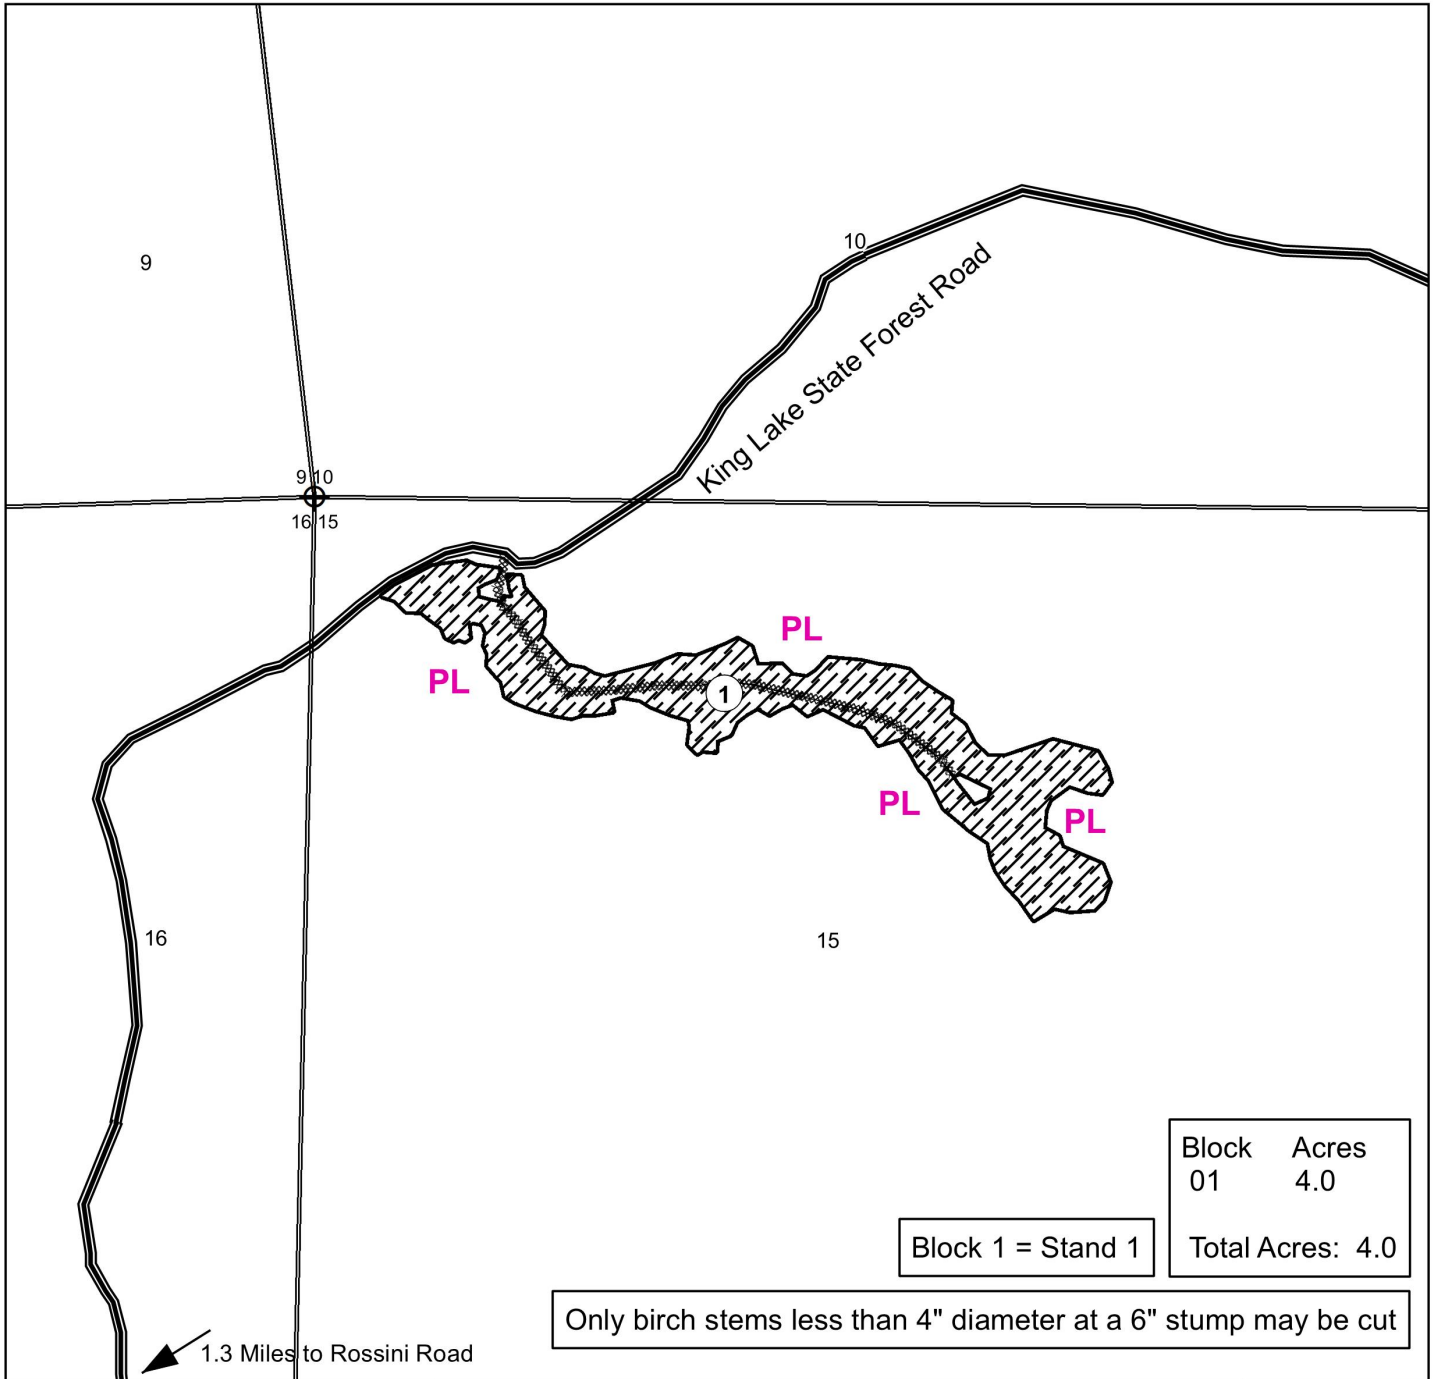 10
9
King Lake State Forest Road
9 10
16 15
PL
PL
1
PL
PL
16
15
Block Acres
01 4.0
Total Acres: 4.0
Block 1 = Stand 1
Only birch stems less than 4" diameter at a 6" stump may be cut
1.3 Miles to Rossini Road